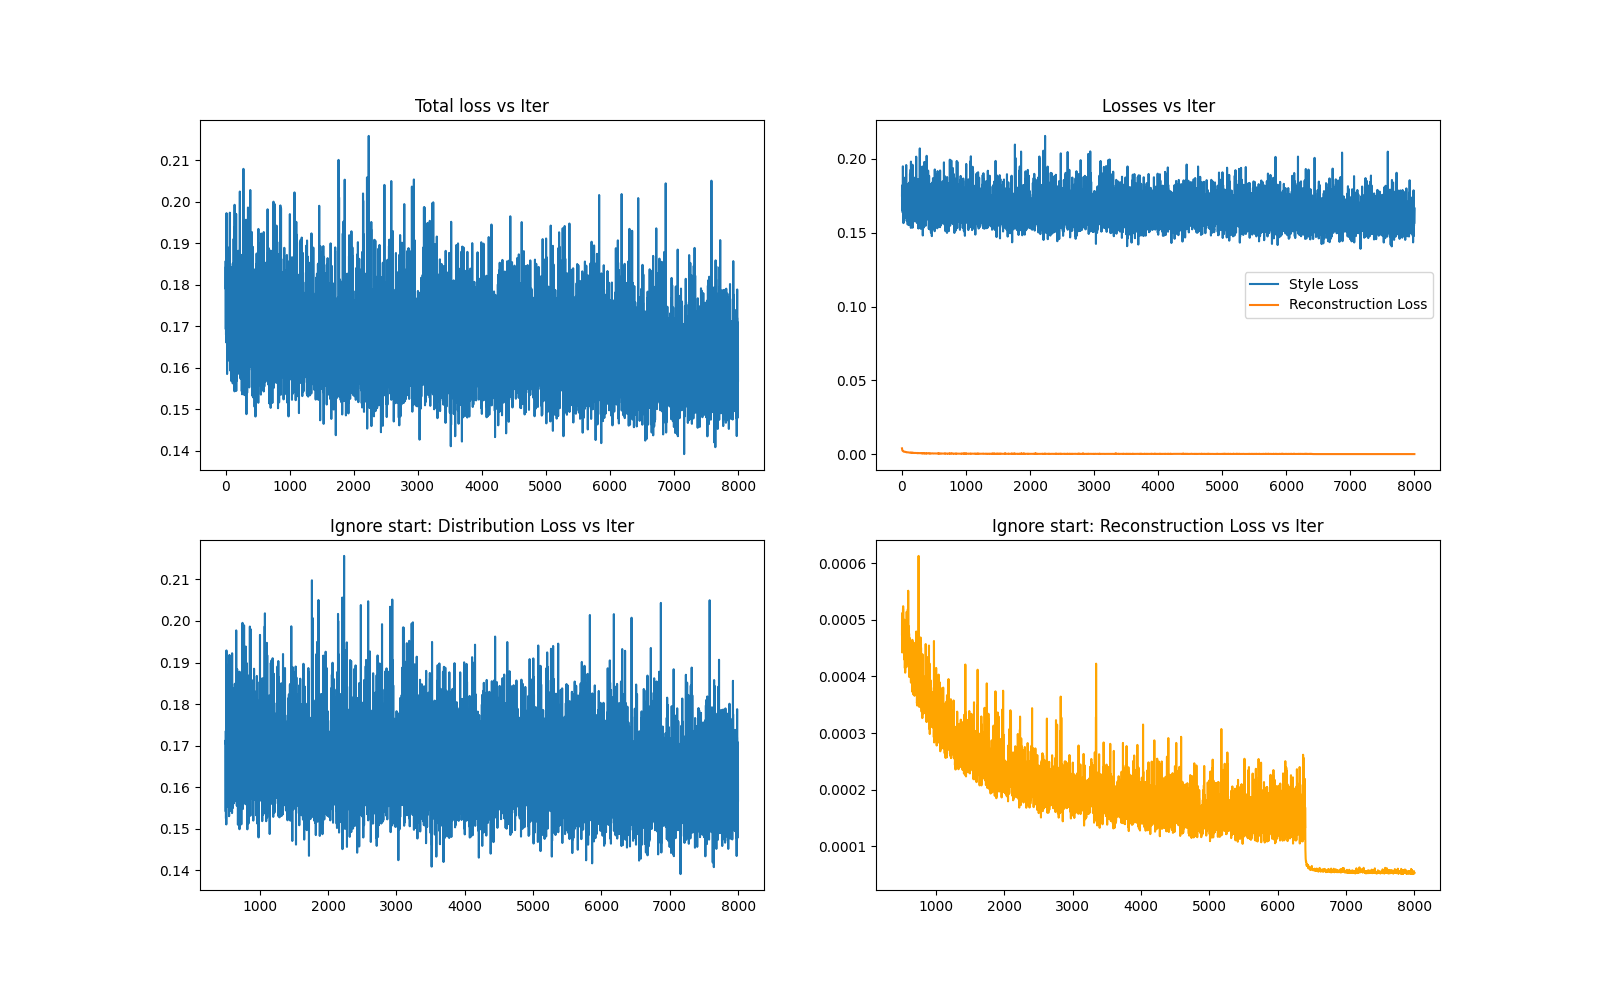 Total loss vs Iter
0.21
0.20
0.19
0.18
0.17
0.16
0.15
0.14
0 1000 2000 3000 4000 5000 6000 7000 8000
Losses vs Iter
0.20
0.15
0.10
0.05
0.00
Style Loss
Reconstruction Loss
0 1000 2000 3000 4000 5000 6000 7000 8000
Ignore start: Distribution Loss vs Iter
0.21
0.20
0.19
0.18
0.17
0.16
0.15
0.14
1000 2000 3000 4000 5000 6000 7000 8000
Ignore start: Reconstruction Loss vs Iter
0.0006
0.0005
0.0004
0.0003
0.0002
0.0001
1000 2000 3000 4000 5000 6000 7000 8000